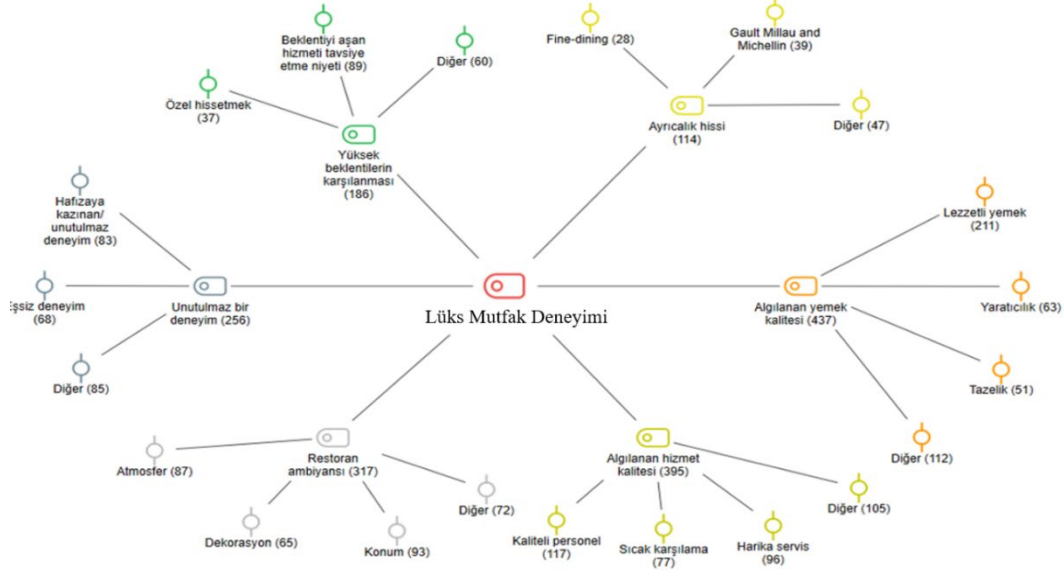 Beklentiyi aşan
hizmeti tavsiye
etme niyeti (89)
Diğer (60)
Özel hissetmek
(37)
Yüksek
beklentilerin
karşılanması
(186)
Fine-dining (28)
Gault Millau and
Michellin (39)
Ayrıcalık hissi
(114)
Diğer (47)
Hafızaya
kazınan/
unutulmaz
deneyim (83)
Eşsiz deneyim
(68)
Unutulmaz bir
deneyim (256)
Diğer (85)
Lüks Mutfak Deneyimi
Lezzetli yemek
(211)
Algılanan yemek
kalitesi (437)
Yaratıcılık (63)
Tazelik (51)
Diğer (112)
Atmosfer (87)
Restoran
ambiyansı (317)
Diğer (72)
Dekorasyon (65)
Konum (93)
Algılanan hizmet
kalitesi (395)
Diğer (105)
Kaliteli personel
(117)
Sıcak karşılama
(77)
Harika servis
(96)